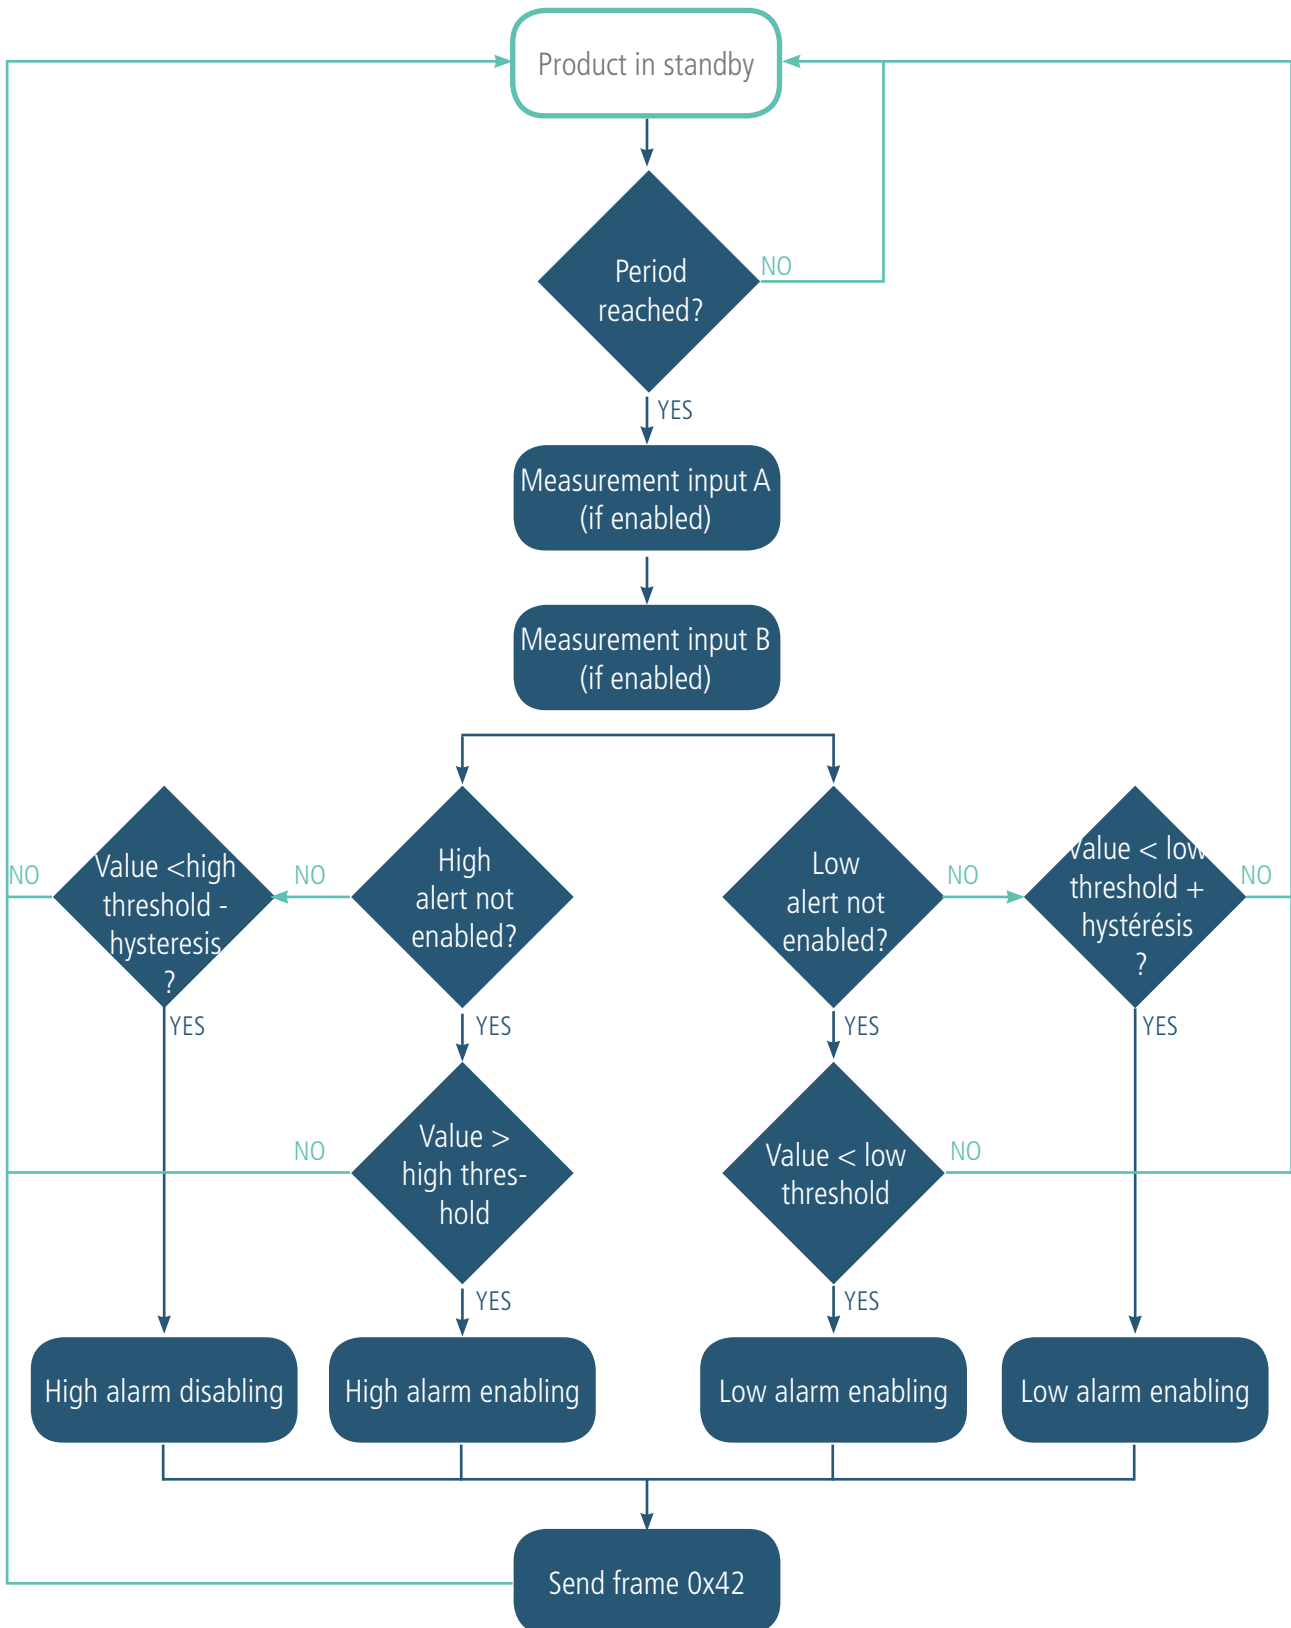 Product in standby
Period
reached?
NO
YES
Measurement input A
(if enabled)
Measurement input B
(if enabled)
NO
Value <high
threshold -
hysteresis
?
NO
High
alert not
enabled?
Low
alert not
enabled?
NO
Value < low
threshold +
hystérésis
?
NO
YES
YES
YES
YES
NO
Value >
high thres-
hold
Value < low
threshold
NO
YES
YES
High alarm disabling
High alarm enabling
Low alarm enabling
Low alarm enabling
Send frame 0x42